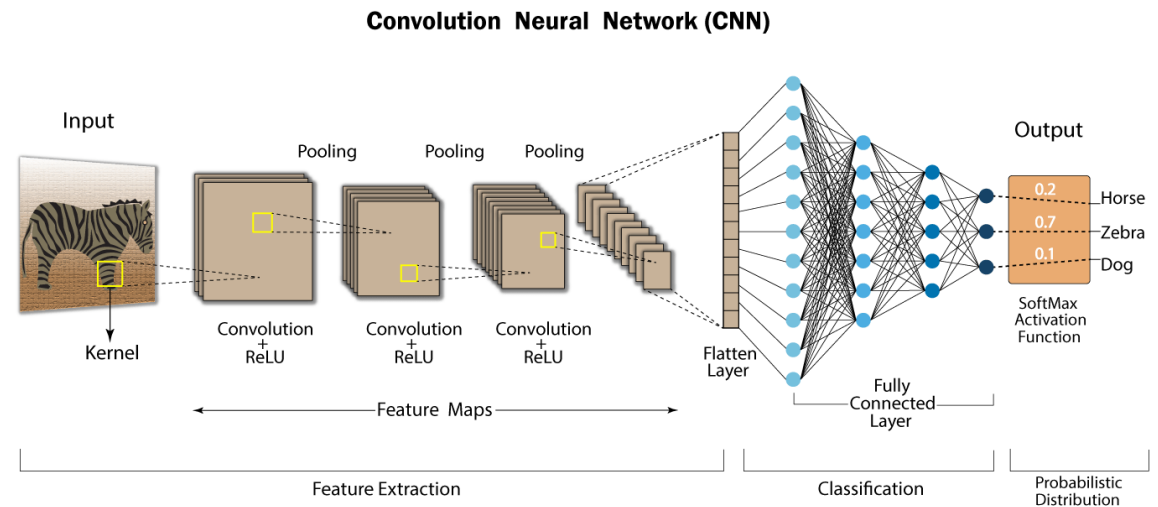 Convolution Neural Network (CNN)
Input
Pooling
Pooling
Pooling
Output
0.2
Horse
0.7
Zebra
0.1
Dog
SoftMax
Activation
Function
Kernel
Convolution
+
ReLU
Convolution
+
ReLU
Convolution
+
ReLU
Flatten
Layer
Fully
Connected
Layer
Feature Maps
Feature Extraction
Classification
Probabilistic
Distribution